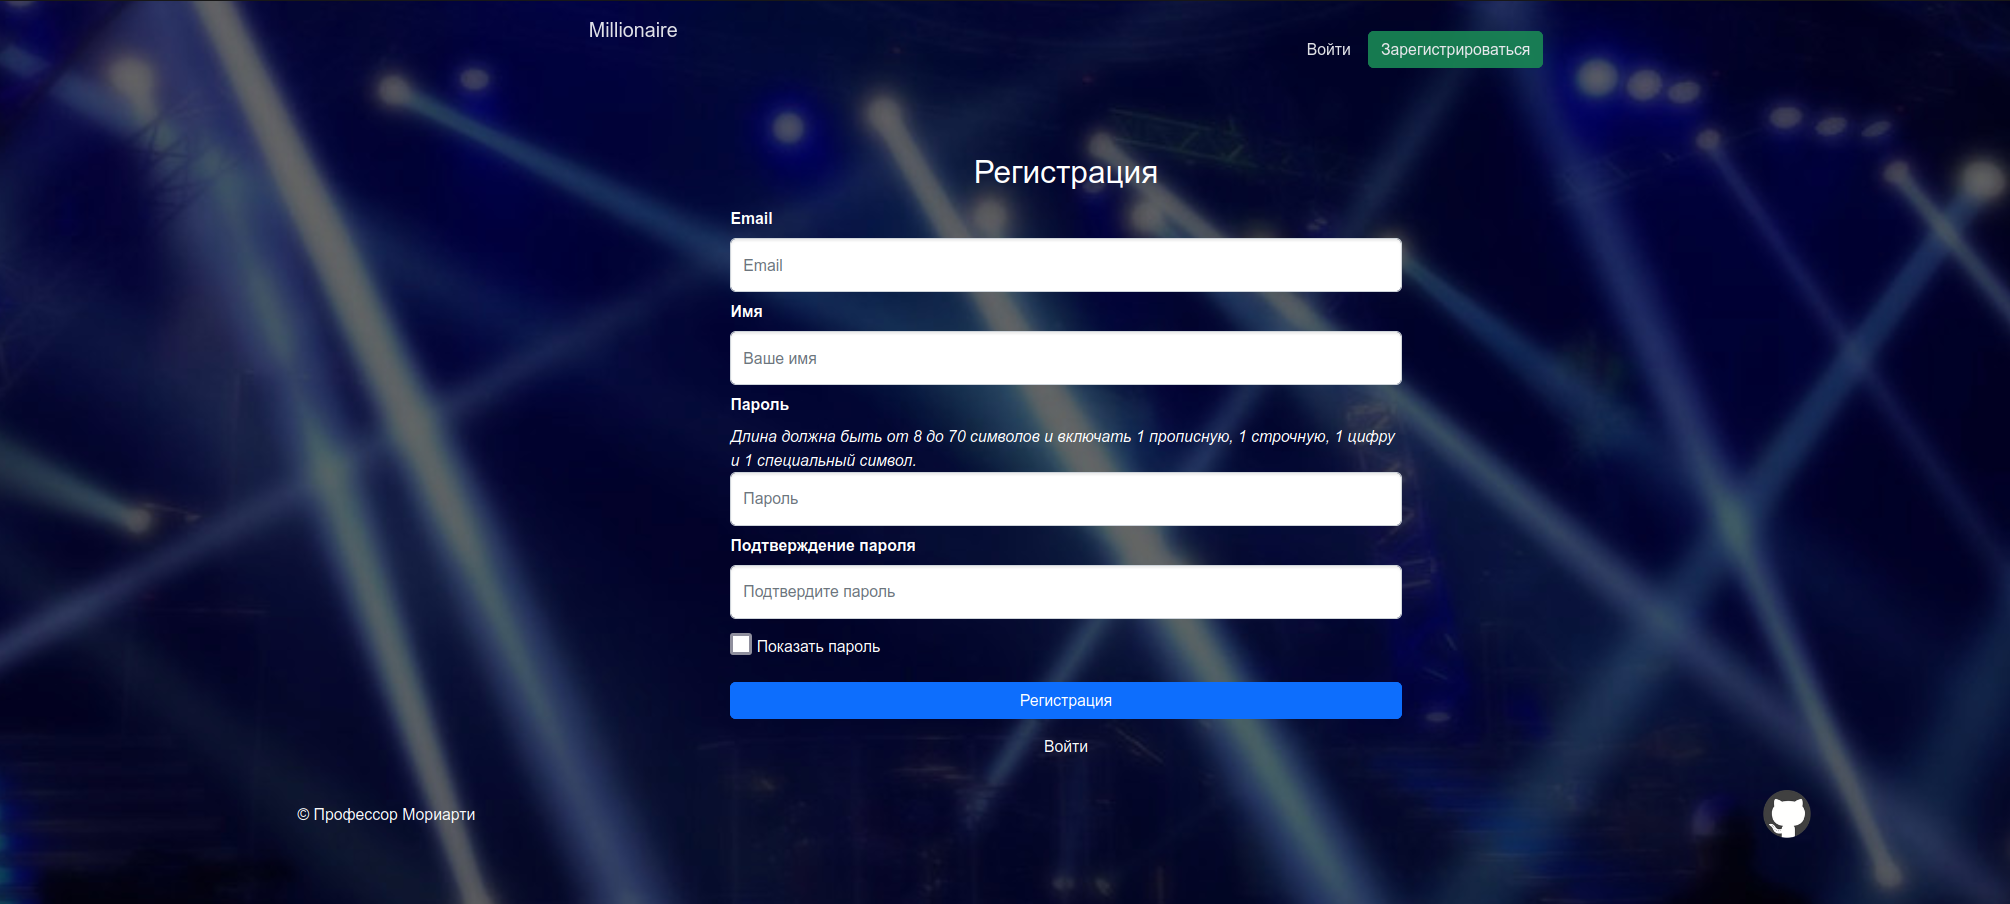 Millionaire
Войти
Зарегистрироваться
Регистрация
Email
Email
Имя
Ваше имя
Пароль
Длина должна быть от 8 до 70 символов и включать 1 прописную, 1 строчную, 1 цифру
и 1 специальный символ.
Пароль
Подтверждение пароля
Подтвердите пароль
Показать пароль
Регистрация
Войти
© Профессор Мориарти